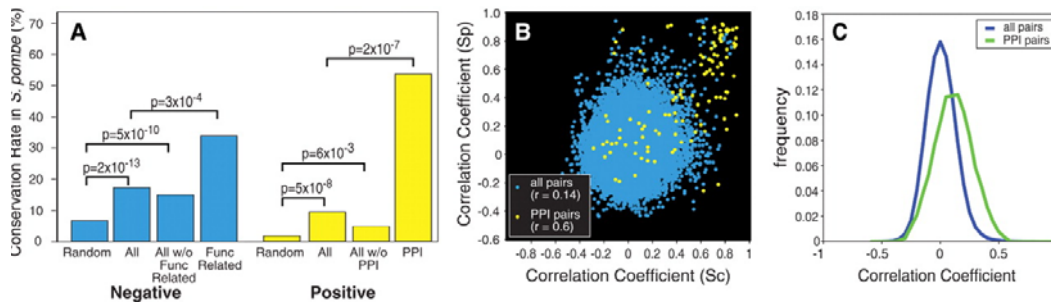 A
Conservation Rate in S. pombe (%)
70
60
50
40
30
20
10
0
p=2x10-7
p=3x10-4
p=5x10-10
p=2x10-13
p=6x10-3
p=5x10-8
Random
All
All w/o
Func
Related
Func
Related
Random
All
All w/o
PPI
PPI
Negative
Positive
B
Correlation Coefficient (Sp)
1.0
0.8
0.6
0.4
0.2
0
-0.2
-0.4
-0.6
all pairs
(r = 0.14)
PPI pairs
(r = 0.6)
-0.8 -0.6 -0.4 -0.2 0 0.2 0.4 0.6 0.8 1
Correlation Coefficient (Sc)
C
frequency
0.18
0.16
0.14
0.12
0.18
0.08
0.04
0.02
0.00
all pairs
PPI pairs
-1 -0.5 0 0.5
Correlation Coefficient